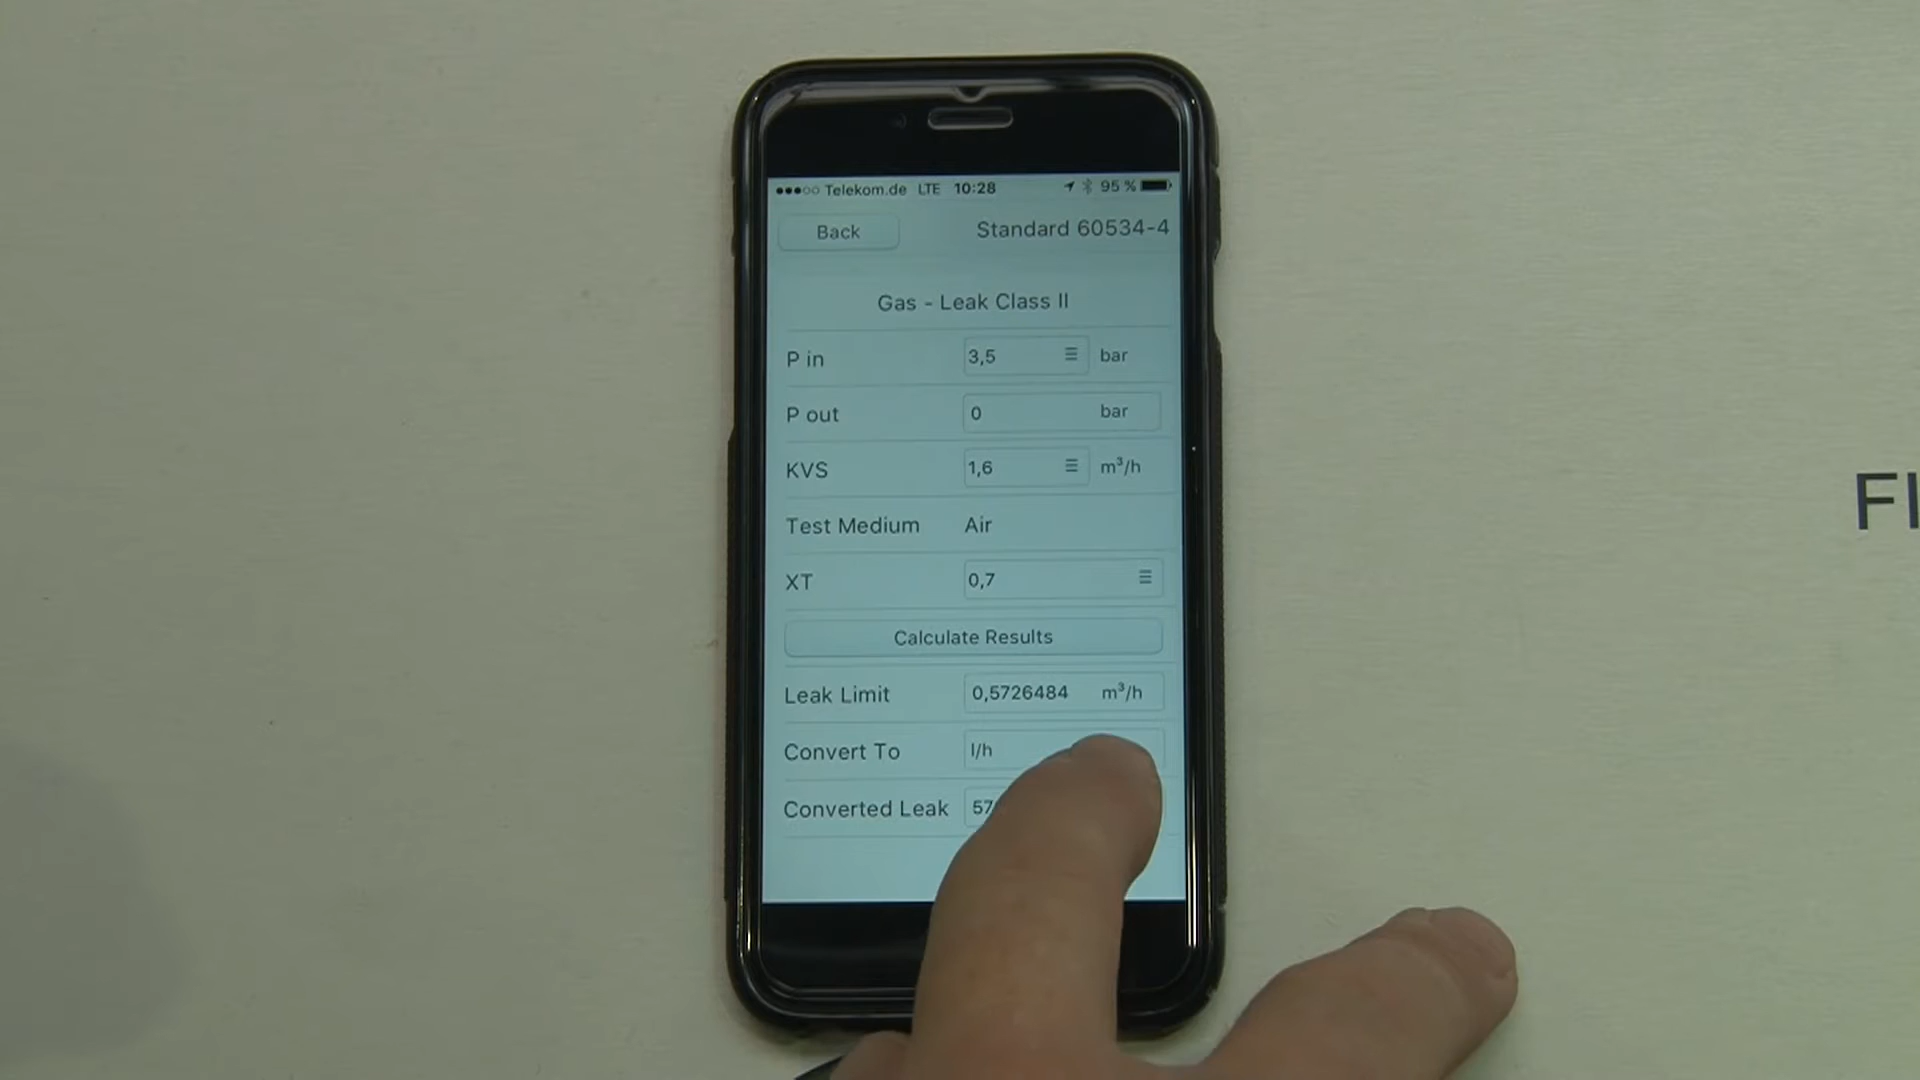 Telekom.de LTE 10:28 95 %
Back Standard 60534-4
Gas - Leak Class II
P in 3,5 bar
P out 0 bar
KVS 1,6 m³/h
Test Medium Air
XT 0,7
Calculate Results
Leak Limit 0,5726484 m³/h
Convert To l/h
Converted Leak